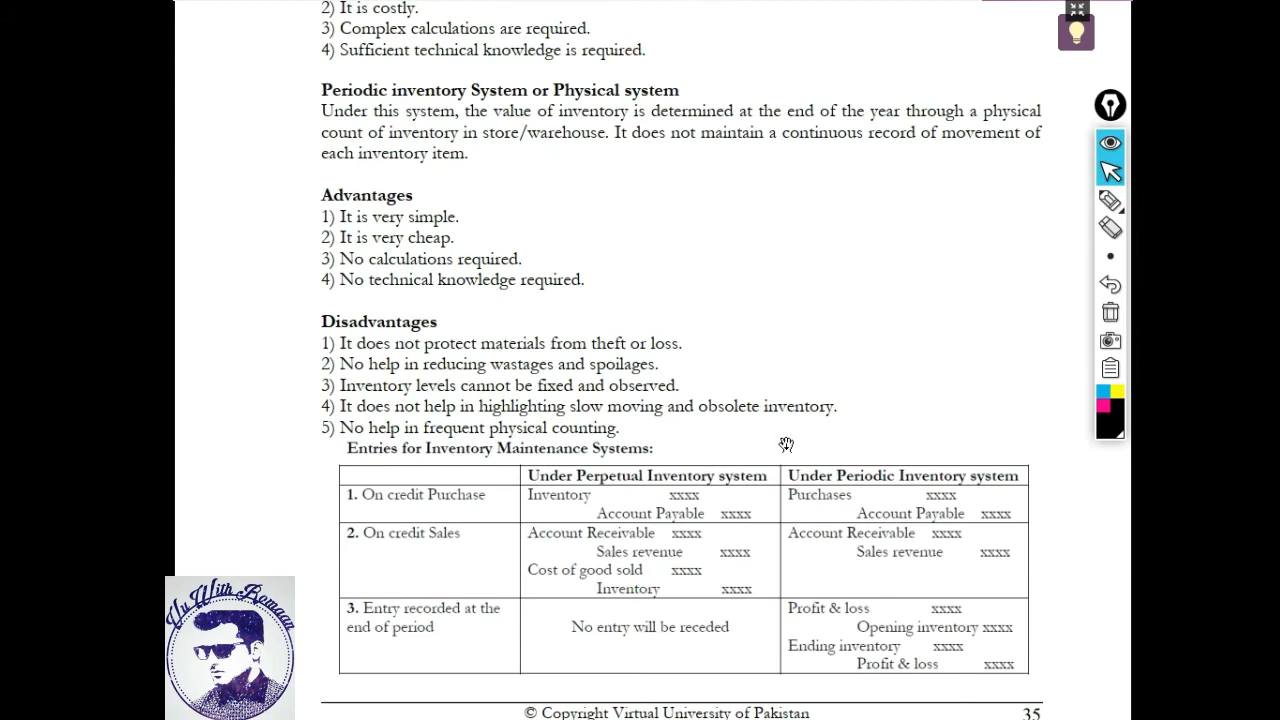 2) It is costly.
3) Complex calculations are required.
4) Sufficient technical knowledge is required.
Periodic inventory System or Physical system
Under this system, the value of inventory is determined at the end of the year through a physical
count of inventory in store/warehouse. It does not maintain a continuous record of movement of
each inventory item.
Advantages
1) It is very simple.
2) It is very cheap.
3) No calculations required.
4) No technical knowledge required.
Disadvantages
1) It does not protect materials from theft or loss.
2) No help in reducing wastages and spoilages.
3) Inventory levels cannot be fixed and observed.
4) It does not help in highlighting slow moving and obsolete inventory.
5) No help in frequent physical counting.
Entries for Inventory Maintenance Systems:
Under Perpetual Inventory system Under Periodic Inventory system
1. On credit Purchase Inventory xxxx Purchases xxxx
Account Payable xxxx Account Payable xxxx
2. On credit Sales Account Receivable xxxx Account Receivable xxxx
Sales revenue xxxx Sales revenue xxxx
Cost of good sold xxxx
Inventory xxxx
3. Entry recorded at the Profit & loss xxxx
end of period No entry will be receded Opening inventory xxxx
Ending inventory xxxx
Profit & loss xxxx
© Copyright Virtual University of Pakistan 35
Vu With Romaan